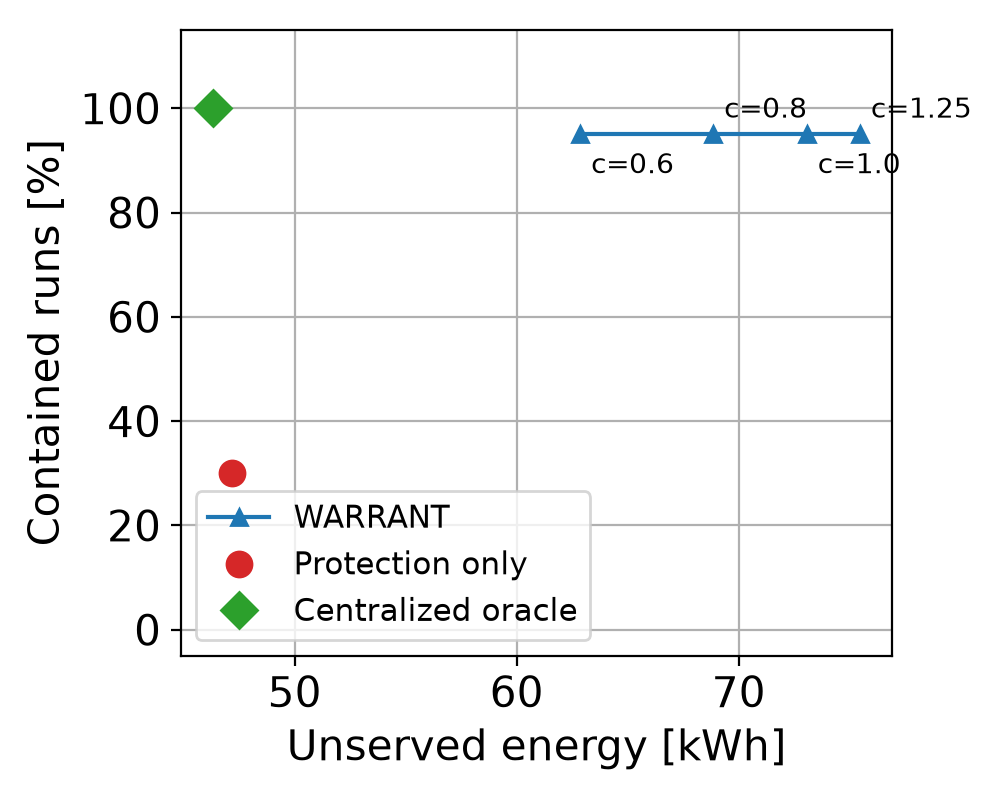 Contained runs [%]
100
80
60
40
20
0
c=0.8
c=1.25
c=0.6
c=1.0
WARRANT
Protection only
Centralized oracle
50
60
70
Unserved energy [kWh]